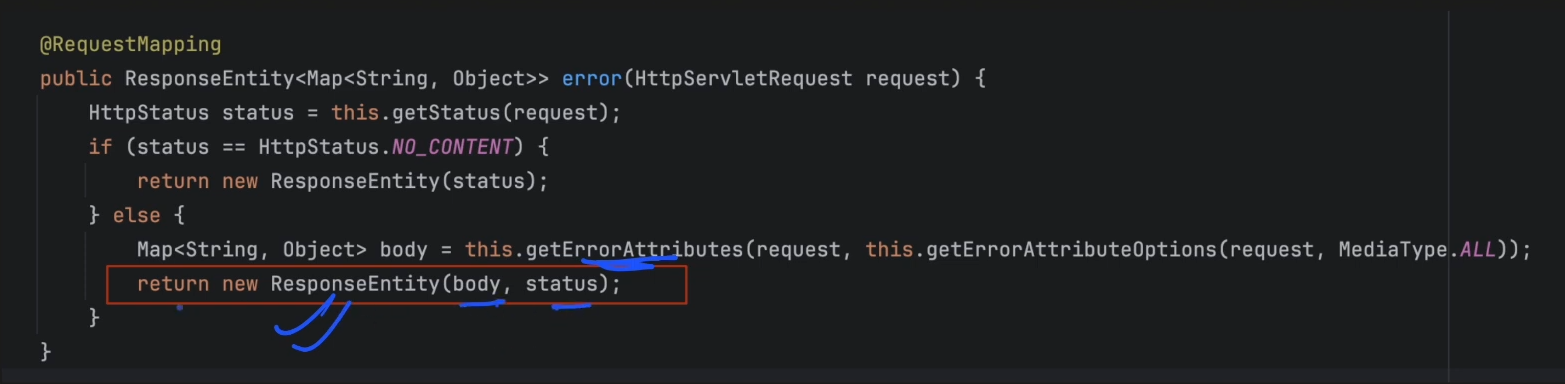 @RequestMapping
public ResponseEntity<Map<String, Object>> error(HttpServletRequest request) {
HttpStatus status = this.getStatus(request);
if (status == HttpStatus.NO_CONTENT) {
return new ResponseEntity(status);
} else {
Map<String, Object> body = this.getErrorAttributes(request, this.getErrorAttributeOptions(request, MediaType.ALL));
return new ResponseEntity(body, status);
}
}